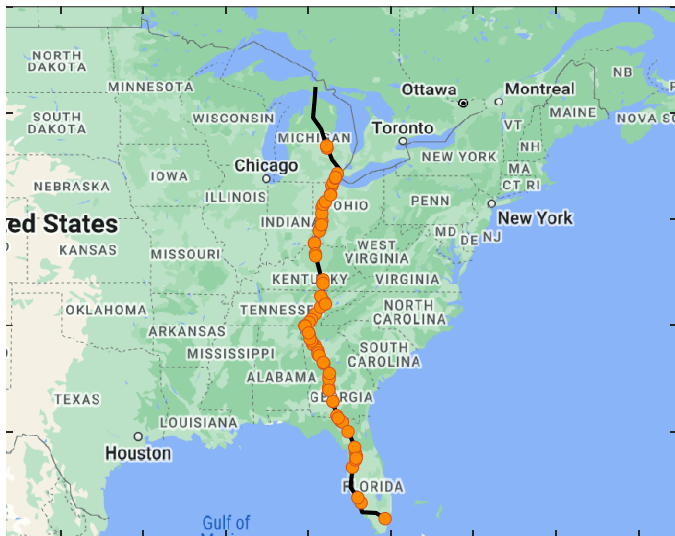 NORTH
DAKOTA
MINNESOTA
Ottawa
Montreal
NB
SOUTH
DAKOTA
WISCONSIN
MICHIGAN
Toronto
VT
MAINE
NOVA SC
NH
Chicago
NEW YORK
MA
NEBRASKA
IOWA
ILLINOIS
CT RI
OHIO
PENN
ed States
INDIANA
New York
KANSAS
MISSOURI
WEST
VIRGINIA
MD
DE
NJ
KENTUCKY
VIRGINIA
OKLAHOMA
TENNESSE
NORTH
CAROLINA
ARKANSAS
MISSISSIPPI
SOUTH
CAROLINA
ALABAMA
TEXAS
GEORGIA
LOUISIANA
Houston
FLORIDA
Gulf of